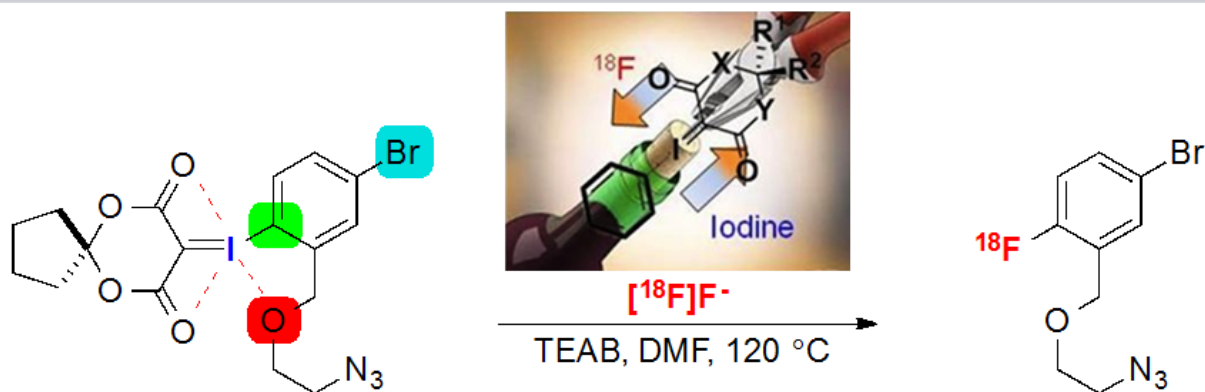 O
O
O
O
I
O
N3
Br
18F
O
X
R1
R2
Y
I
O
Iodine
[18F]F-
TEAB, DMF, 120 °C
18F
Br
O
N3